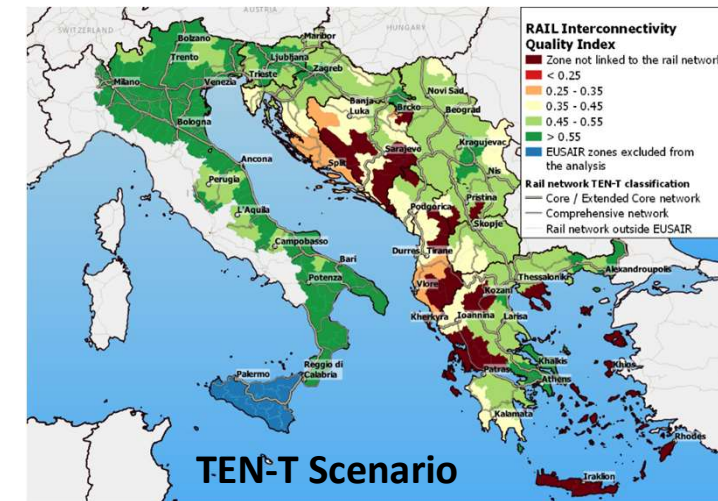 AUSTRIA
SWITZERLAND
HUNGARY
Bolzano
Maribor
Trento
Ljubljana
Milano
Venezia
Trieste
Zagreb
Novi Sad
Banja
Luka
Brcko
Beograd
Bologna
Sarajevo
Kragujevac
Ancona
Split
Nis
Perugia
Pristina
L'Aquila
Podgorica
Skopje
Campobasso
Bari
Durres
Tirane
Potenza
Vlore
Thessaloniki
Alexandroupolis
Kozani
Kherkyra
Ioannina
Larisa
Reggio di
Calabria
Palermo
Khalkis
Khios
Patras
Athens
Kalamata
Rhodes
Iraklion
RAIL Interconnectivity
Quality Index
Zone not linked to the rail network
< 0.25
0.25 - 0.35
0.35 - 0.45
0.45 - 0.55
> 0.55
EUSAIR zones excluded from
the analysis
Rail network TEN-T classification
Core / Extended Core network
Comprehensive network
Rail network outside EUSAIR
TEN-T Scenario